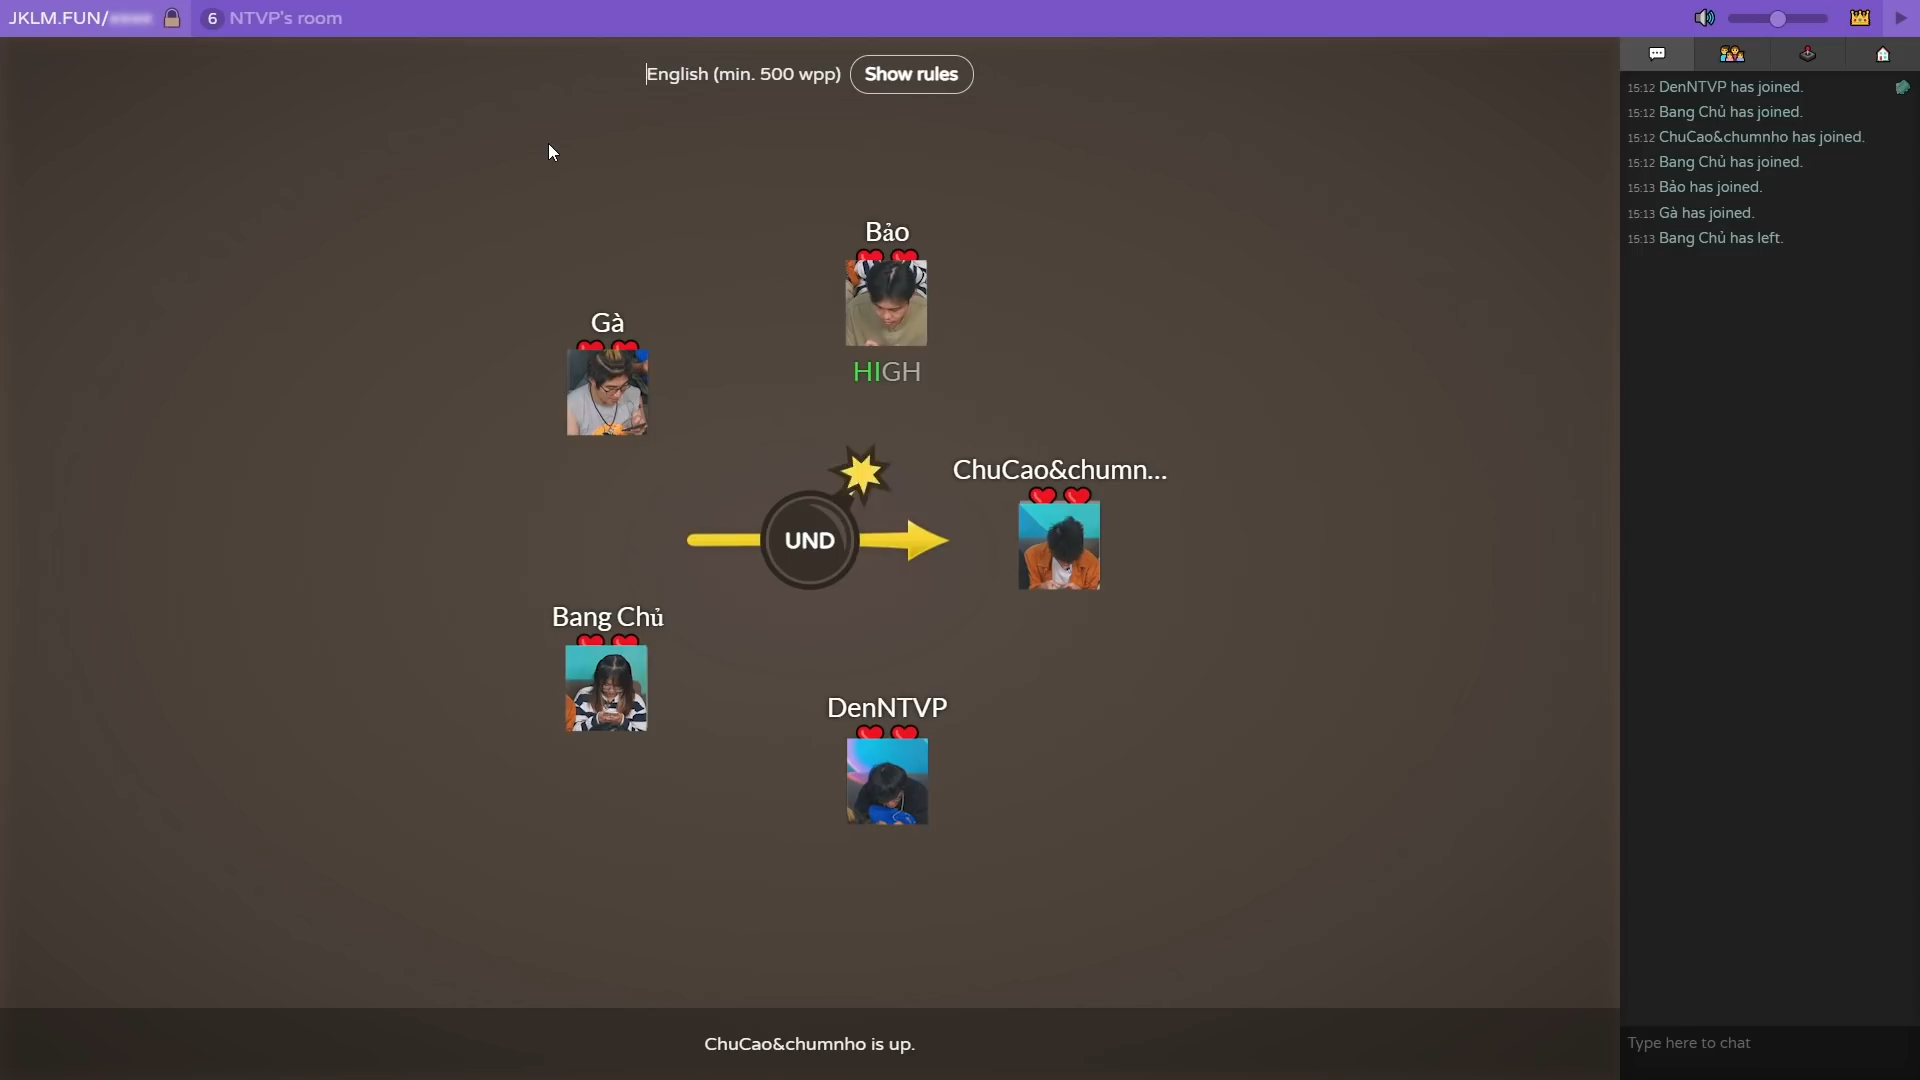 JKLM.FUN/
6 NTVP's room
English (min. 500 wpp) Show rules
15:12 DenNTVP has joined.
15:12 Bang Chủ has joined.
15:12 ChuCao&chumnho has joined.
15:12 Bang Chủ has joined.
15:13 Bảo has joined.
15:13 Gà has joined.
15:13 Bang Chủ has left.
Bảo
HIGH
Gà
ChuCao&chumn...
UND
Bang Chủ
DenNTVP
ChuCao&chumnho is up.
Type here to chat